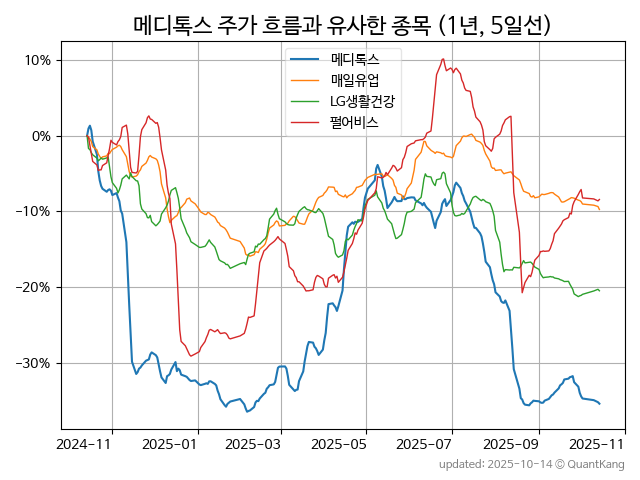 메디톡스 주가 흐름과 유사한 종목 (1년, 5일선)
메디톡스
매일유업
LG생활건강
펄어비스
10%
0%
−10%
−20%
−30%
2024-11 2025-01 2025-03 2025-05 2025-07 2025-09 2025-11
updated: 2025-10-14 © QuantKang